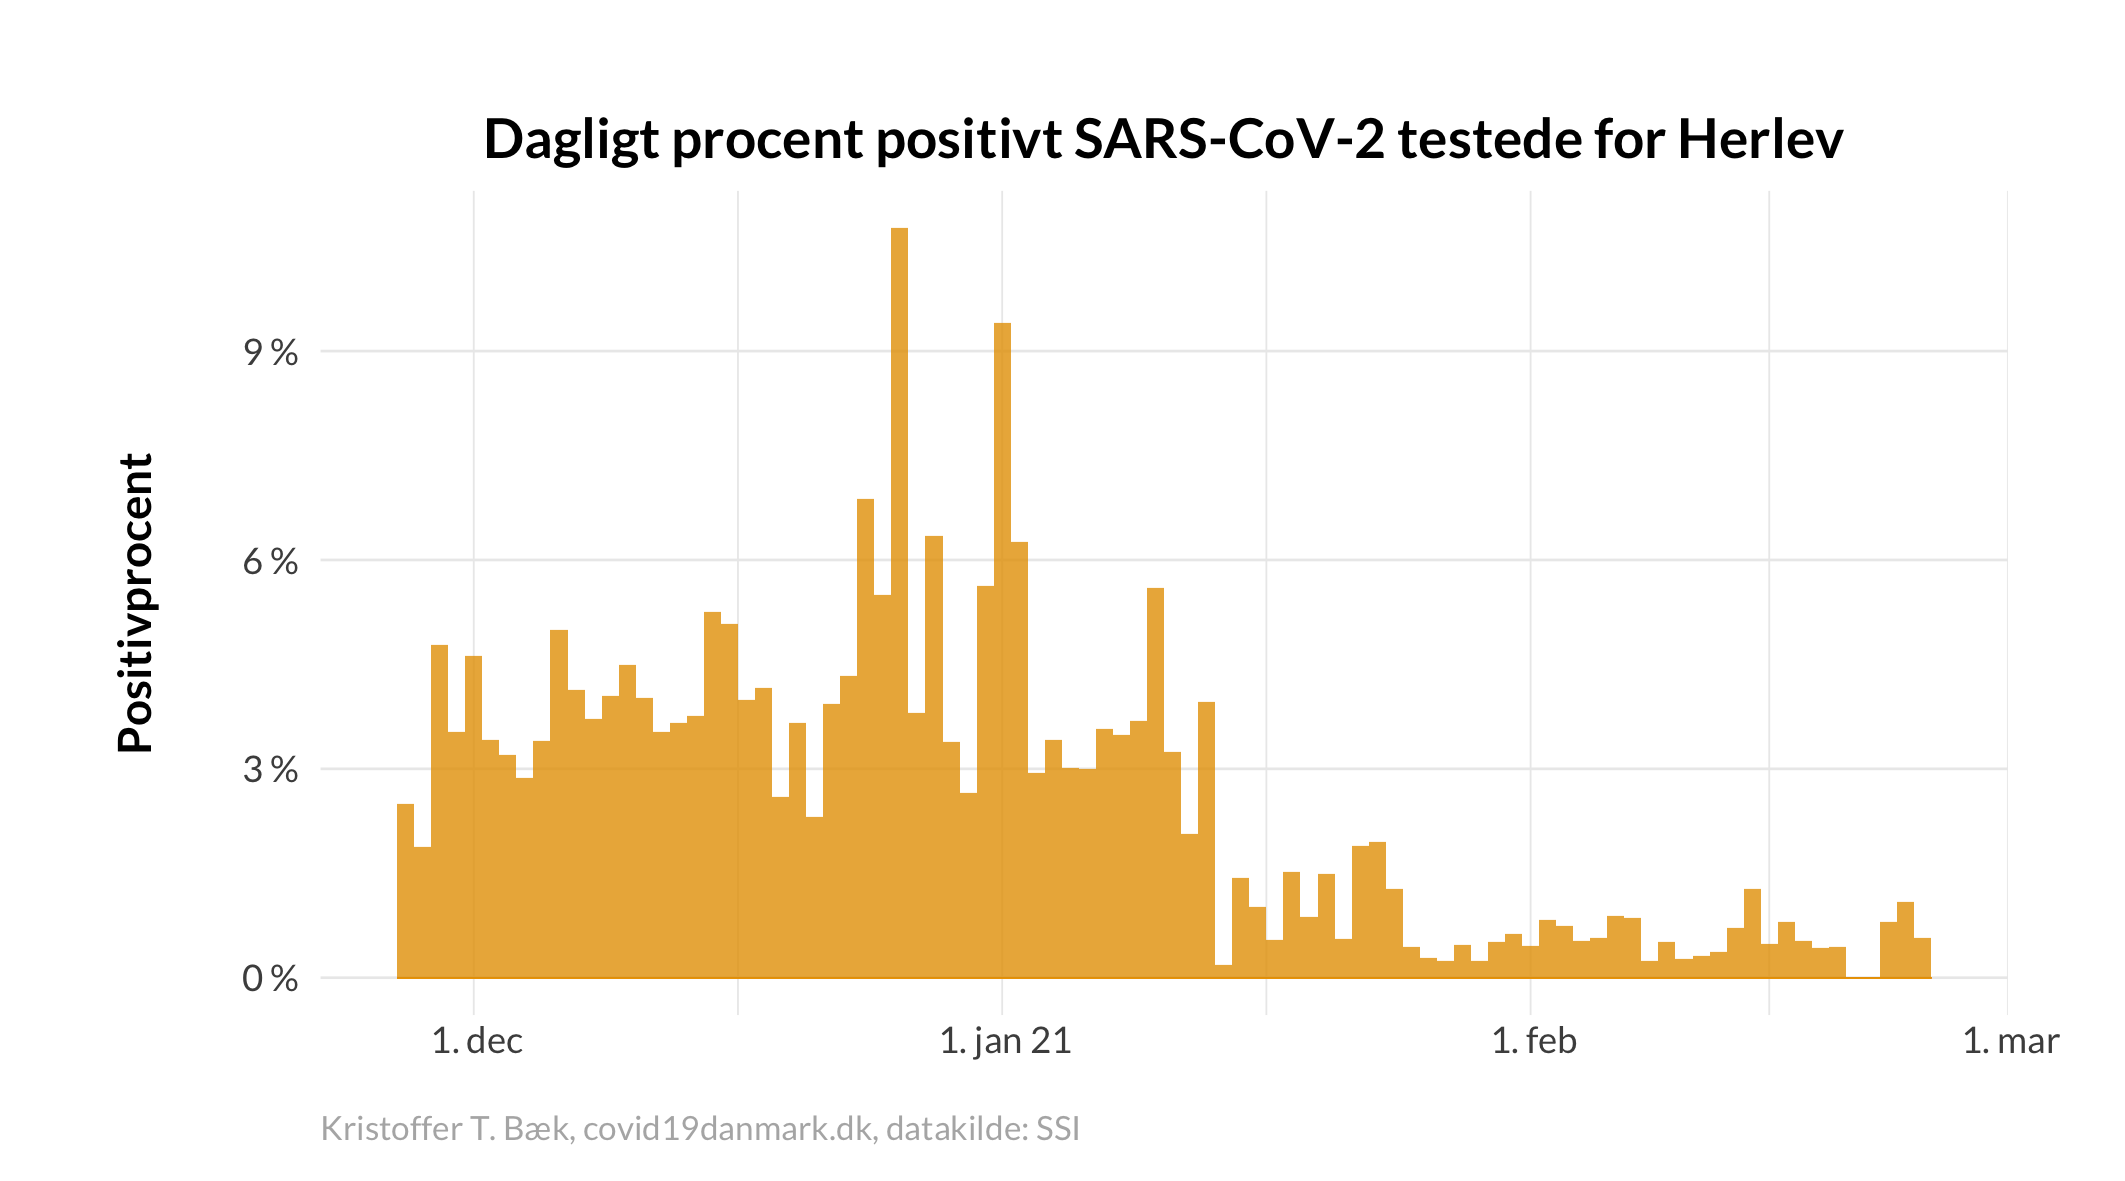 Dagligt procent positivt SARS-CoV-2 testede for Herlev
Positivprocent
9 %
6 %
3 %
0 %
1. dec
1. jan 21
1. feb
1. mar
Kristoffer T. Bæk, covid19danmark.dk, datakilde: SSI